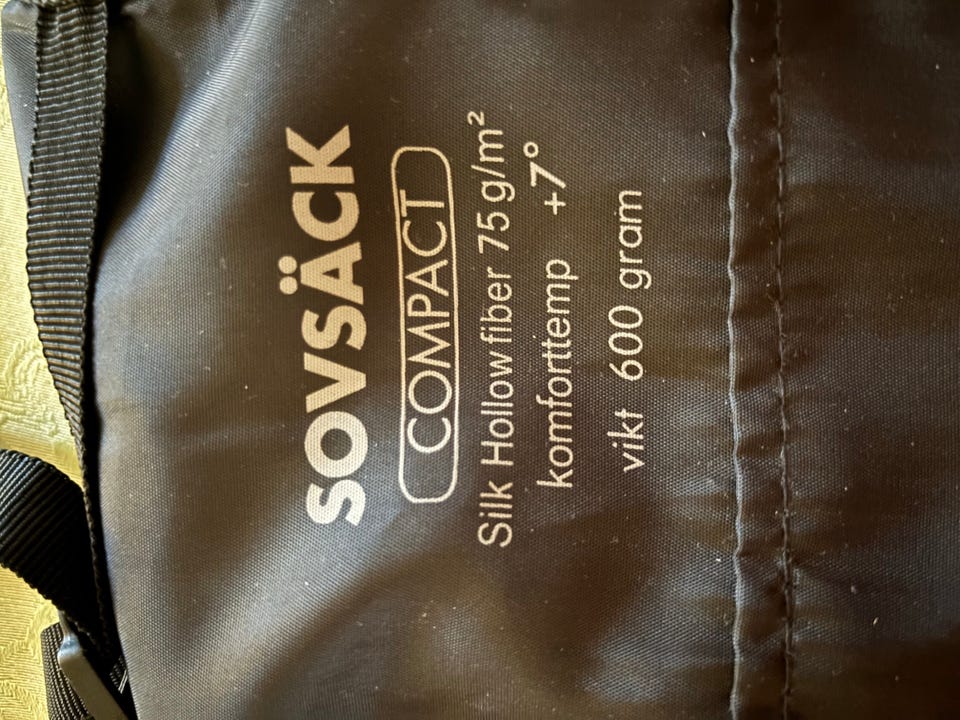 SOVSÄCK
COMPACT
Silk Hollowfiber 75 g/m²
komforttemp +7°
vikt 600 gram